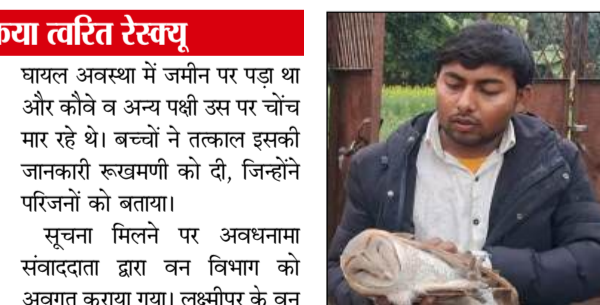 त्वरित रेस्क्यू
घायल अवस्था में जमीन पर पड़ा था
और कौवे व अन्य पक्षी उस पर चोंच
मार रहे थे। बच्चों ने तत्काल इसकी
जानकारी रूखमणी को दी, जिन्होंने
परिजनों को बताया।
सूचना मिलने पर अवधनामा
संवाददाता द्वारा वन विभाग को
अवगत कराया गया। लक्ष्मीपुर के वन